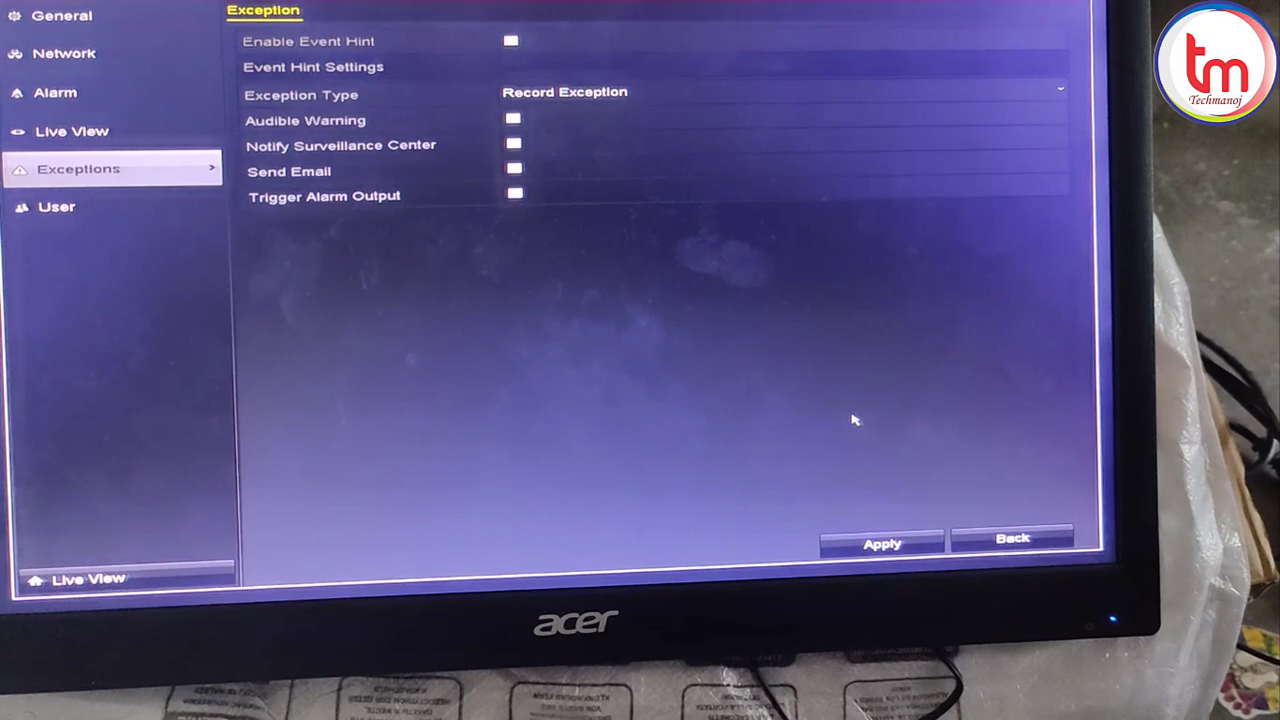 General
Network
Alarm
Live View
Exceptions
User
Live View
Exception
Enable Event Hint
Event Hint Settings
Exception Type Record Exception
Audible Warning
Notify Surveillance Center
Send Email
Trigger Alarm Output
Apply Back
acer
tm
Techmanoj